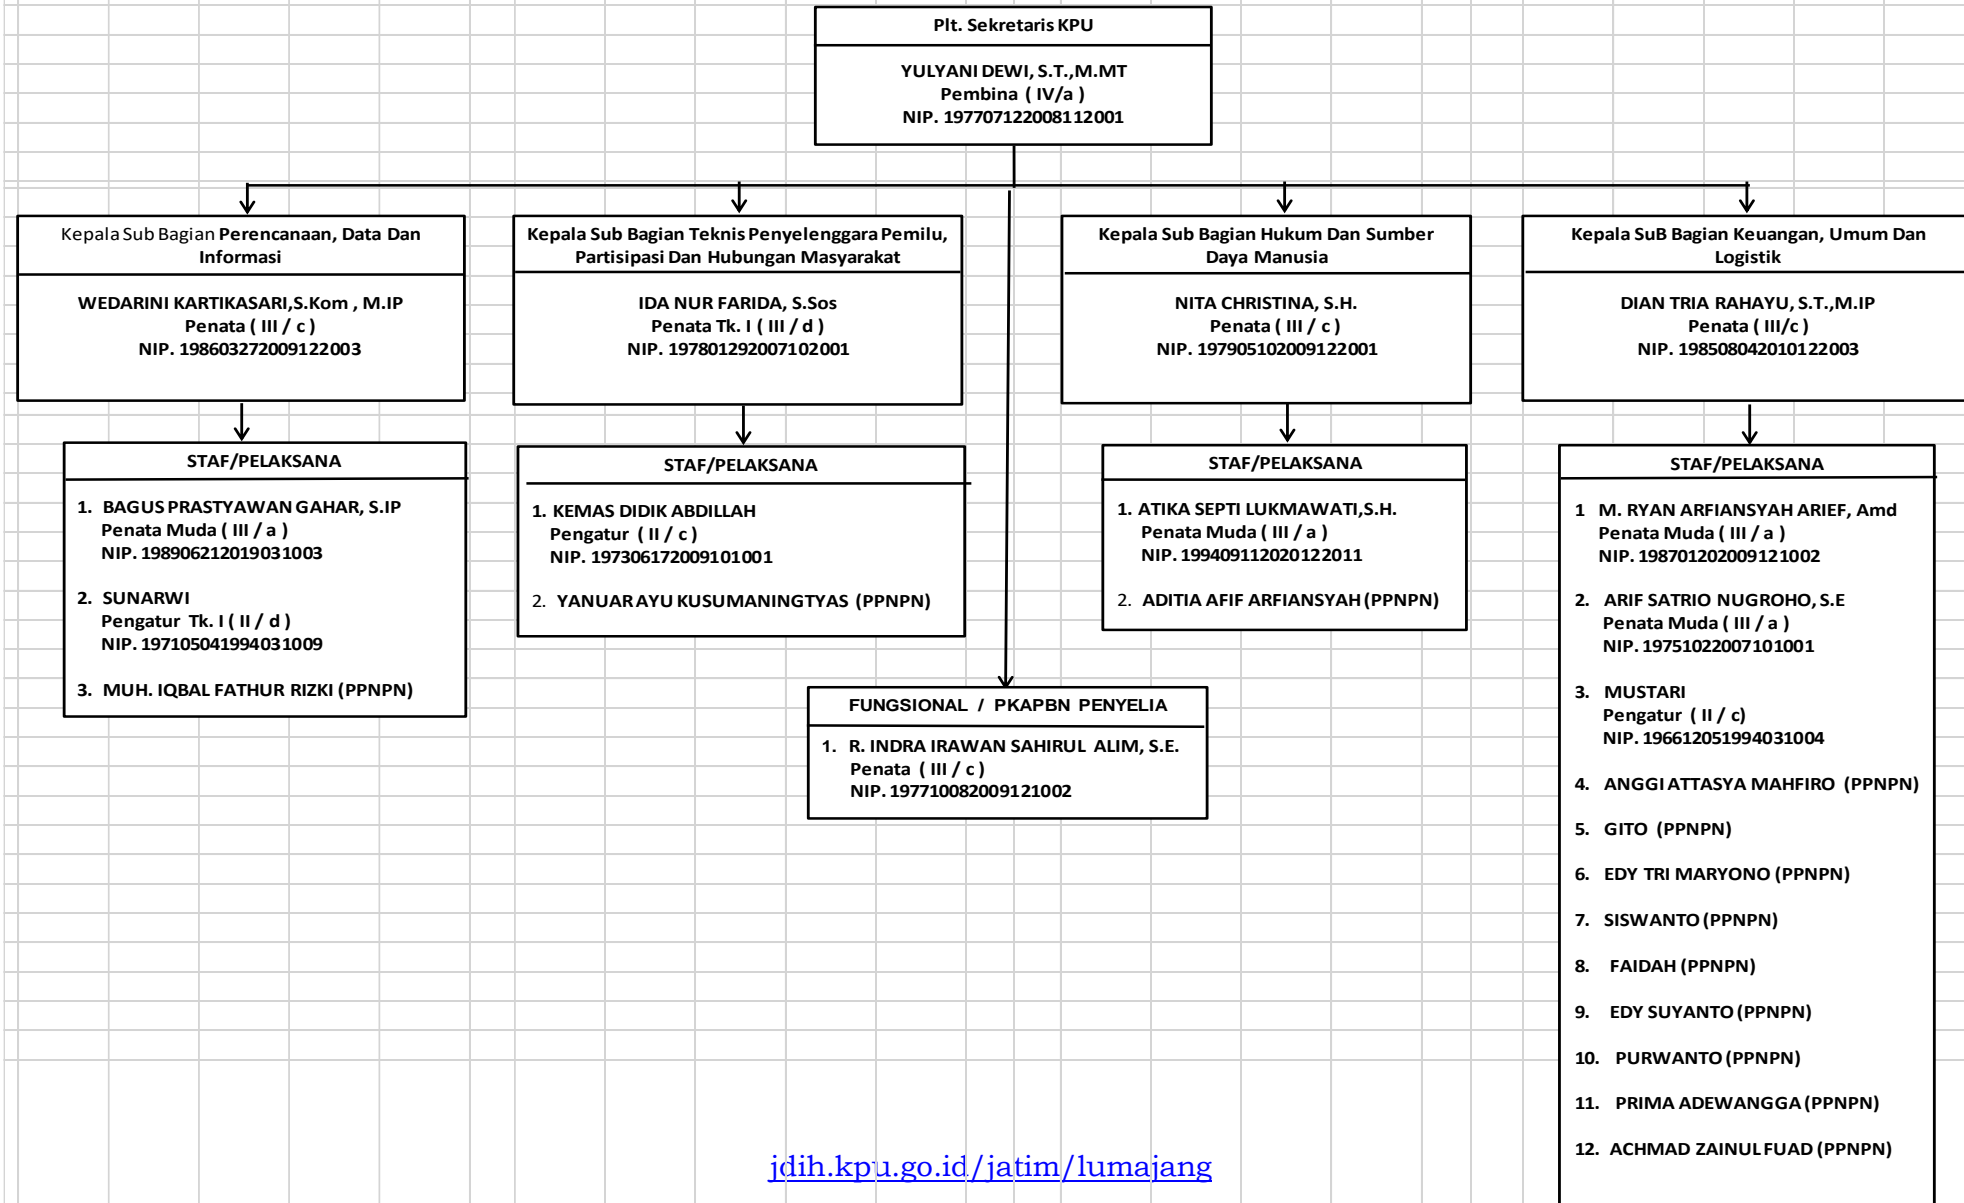 Plt. Sekretaris KPU
YULYANI DEWI, S.T.,M.MT
Pembina ( IV/a )
NIP. 197707122008112001
Kepala Sub Bagian Perencanaan, Data Dan
Informasi
WEDARINI KARTIKASARI,S.Kom , M.IP
Penata ( III / c )
NIP. 198603272009122003
Kepala Sub Bagian Teknis Penyelenggara Pemilu,
Partisipasi Dan Hubungan Masyarakat
IDA NUR FARIDA, S.Sos
Penata Tk. I ( III / d )
NIP. 197801292007102001
Kepala Sub Bagian Hukum Dan Sumber
Daya Manusia
NITA CHRISTINA, S.H.
Penata ( III / c )
NIP. 197905102009122001
Kepala SuB Bagian Keuangan, Umum Dan
Logistik
DIAN TRIA RAHAYU, S.T.,M.IP
Penata ( III/c )
NIP. 198508042010122003
STAF/PELAKSANA
1. BAGUS PRASTYAWAN GAHAR, S.IP
Penata Muda ( III / a )
NIP. 198906212019031003
2. SUNARWI
Pengatur Tk. I ( II / d )
NIP. 197105041994031009
3. MUH. IQBAL FATHUR RIZKI (PPNPN)
STAF/PELAKSANA
1. KEMAS DIDIK ABDILLAH
Pengatur ( II / c )
NIP. 197306172009101001
2. YANUAR AYU KUSUMANINGTYAS (PPNPN)
STAF/PELAKSANA
1. ATIKA SEPTI LUKMAWATI,S.H.
Penata Muda ( III / a )
NIP. 199409112020122011
2. ADITIA AFIF ARFIANSYAH (PPNPN)
STAF/PELAKSANA
1 M. RYAN ARFIANSYAH ARIEF, Amd
Penata Muda ( III / a )
NIP. 198701202009121002
2. ARIF SATRIO NUGROHO, S.E
Penata Muda ( III / a )
NIP. 19751022007101001
3. MUSTARI
Pengatur ( II / c)
NIP. 196612051994031004
4. ANGGI ATTASYA MAHFIRO (PPNPN)
5. GITO (PPNPN)
6. EDY TRI MARYONO (PPNPN)
7. SISWANTO (PPNPN)
8. FAIDAH (PPNPN)
9. EDY SUYANTO (PPNPN)
10. PURWANTO (PPNPN)
11. PRIMA ADEWANGGA (PPNPN)
12. ACHMAD ZAINUL FUAD (PPNPN)
FUNGSIONAL / PKAPBN PENYELIA
1. R. INDRA IRAWAN SAHIRUL ALIM, S.E.
Penata ( III / c )
NIP. 197710082009121002
jdih.kpu.go.id/jatim/lumajang